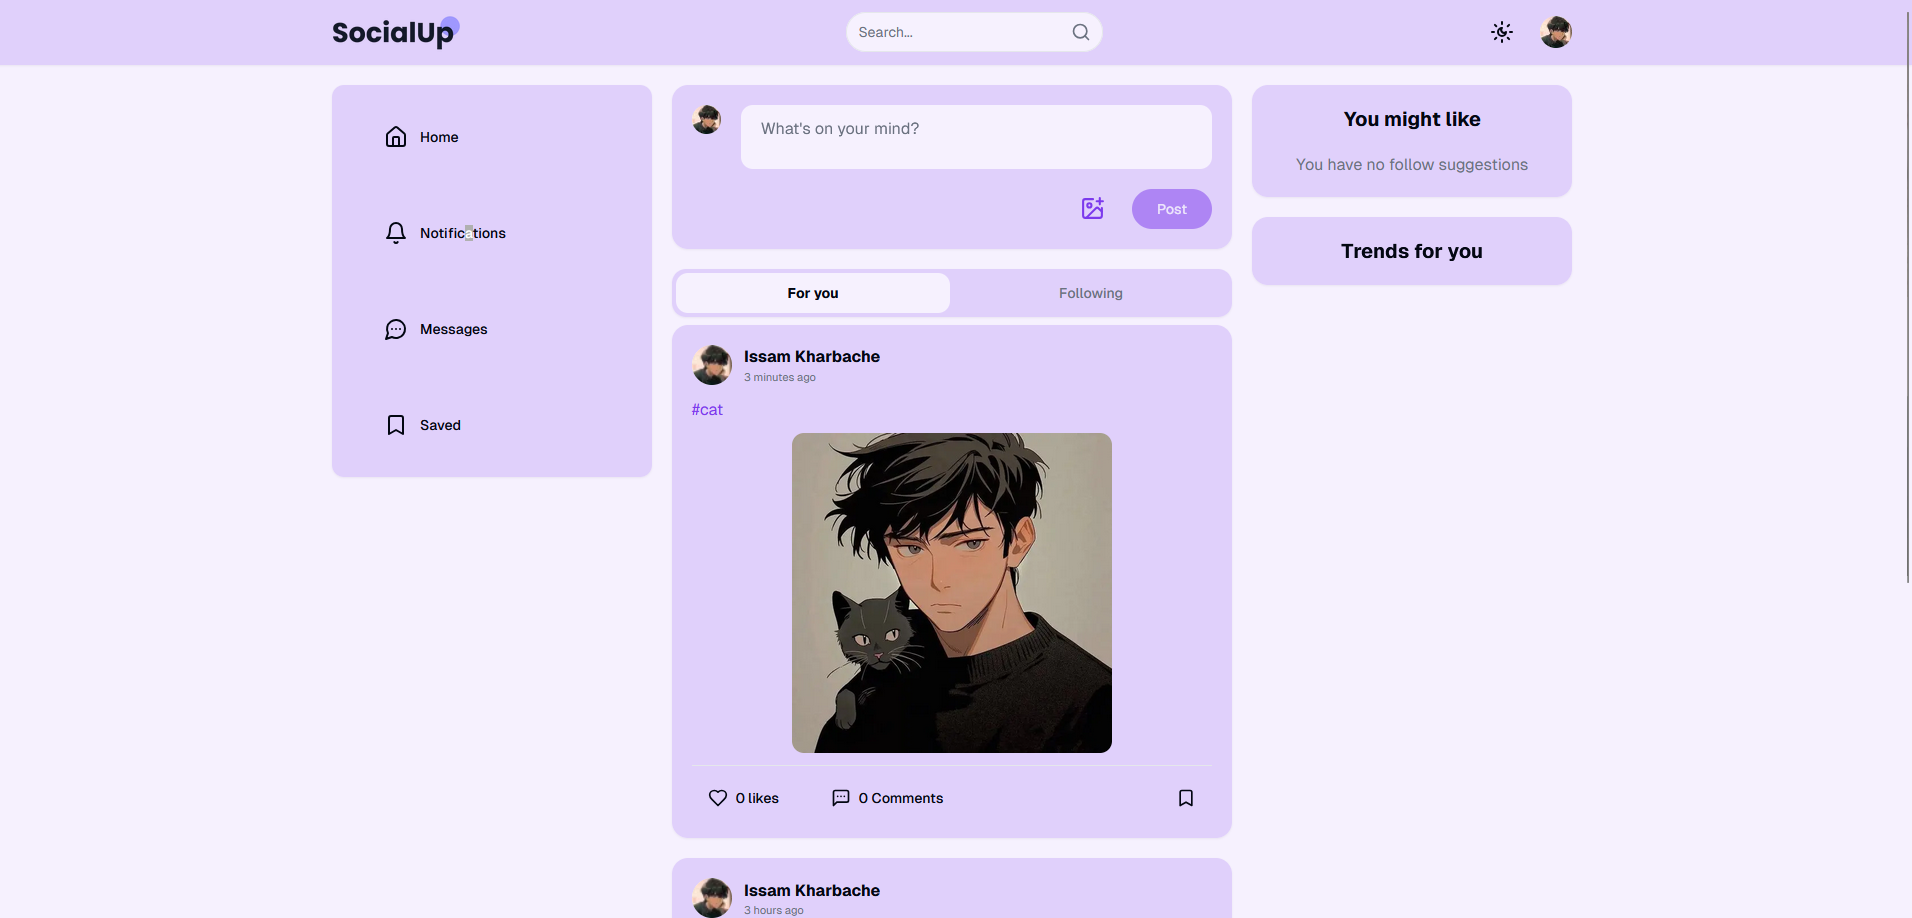 SocialUp
Search...
Home
Notifications
Messages
Saved
What's on your mind?
Post
For you
Following
Issam Kharbache
3 minutes ago
#cat
0 likes
0 Comments
Issam Kharbache
3 hours ago
You might like
You have no follow suggestions
Trends for you